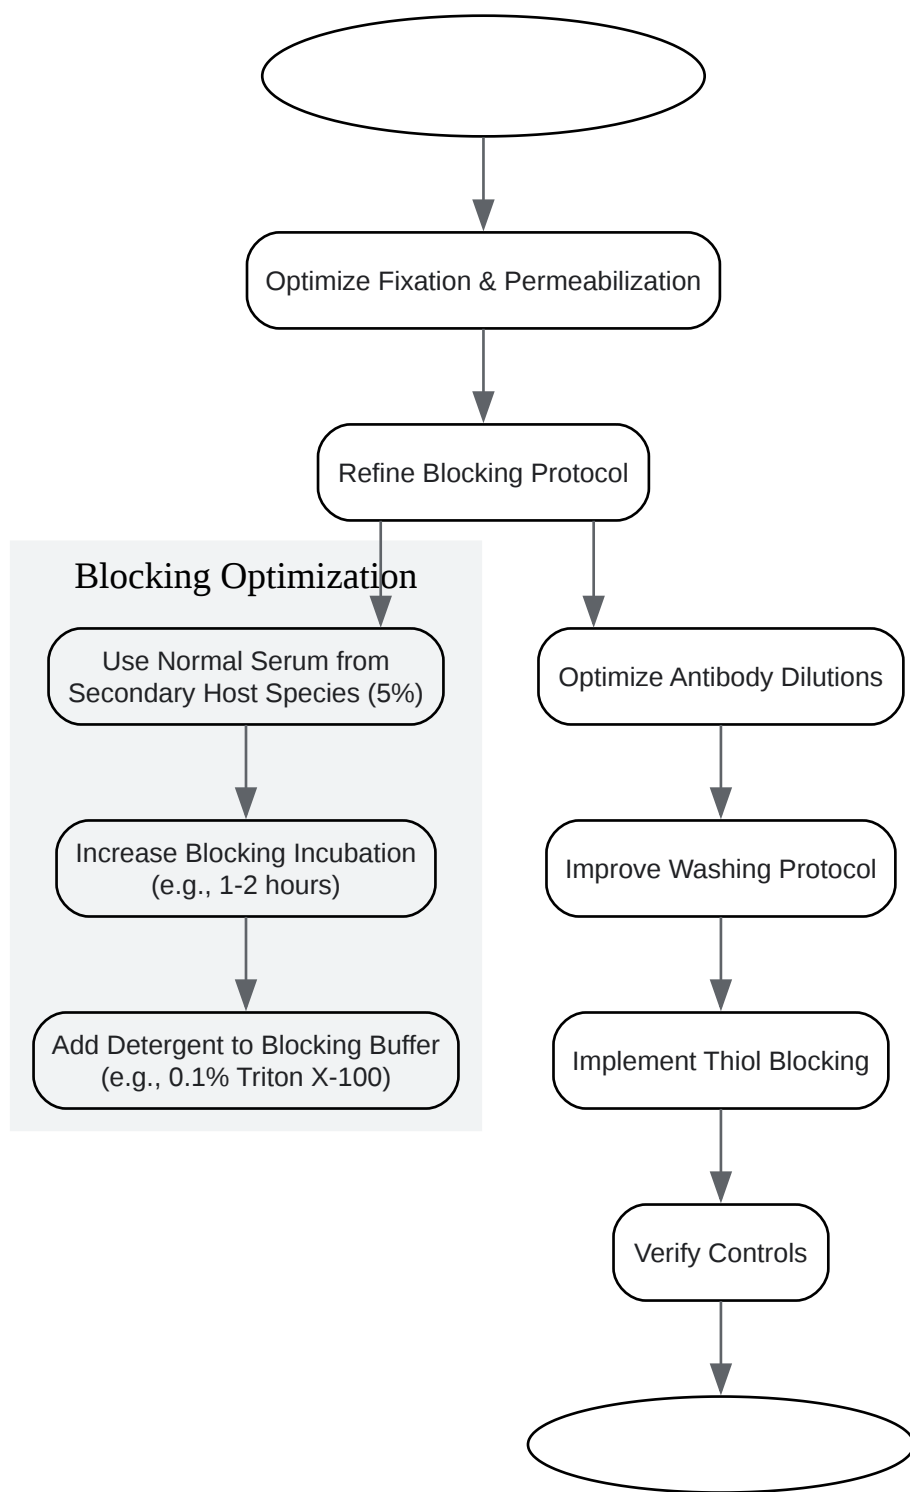 Optimize Fixation & Permeabilization
Refine Blocking Protocol
Blocking Optimization
Use Normal Serum from
Secondary Host Species (5%)
Increase Blocking Incubation
(e.g., 1-2 hours)
Add Detergent to Blocking Buffer
(e.g., 0.1% Triton X-100)
Optimize Antibody Dilutions
Improve Washing Protocol
Implement Thiol Blocking
Verify Controls